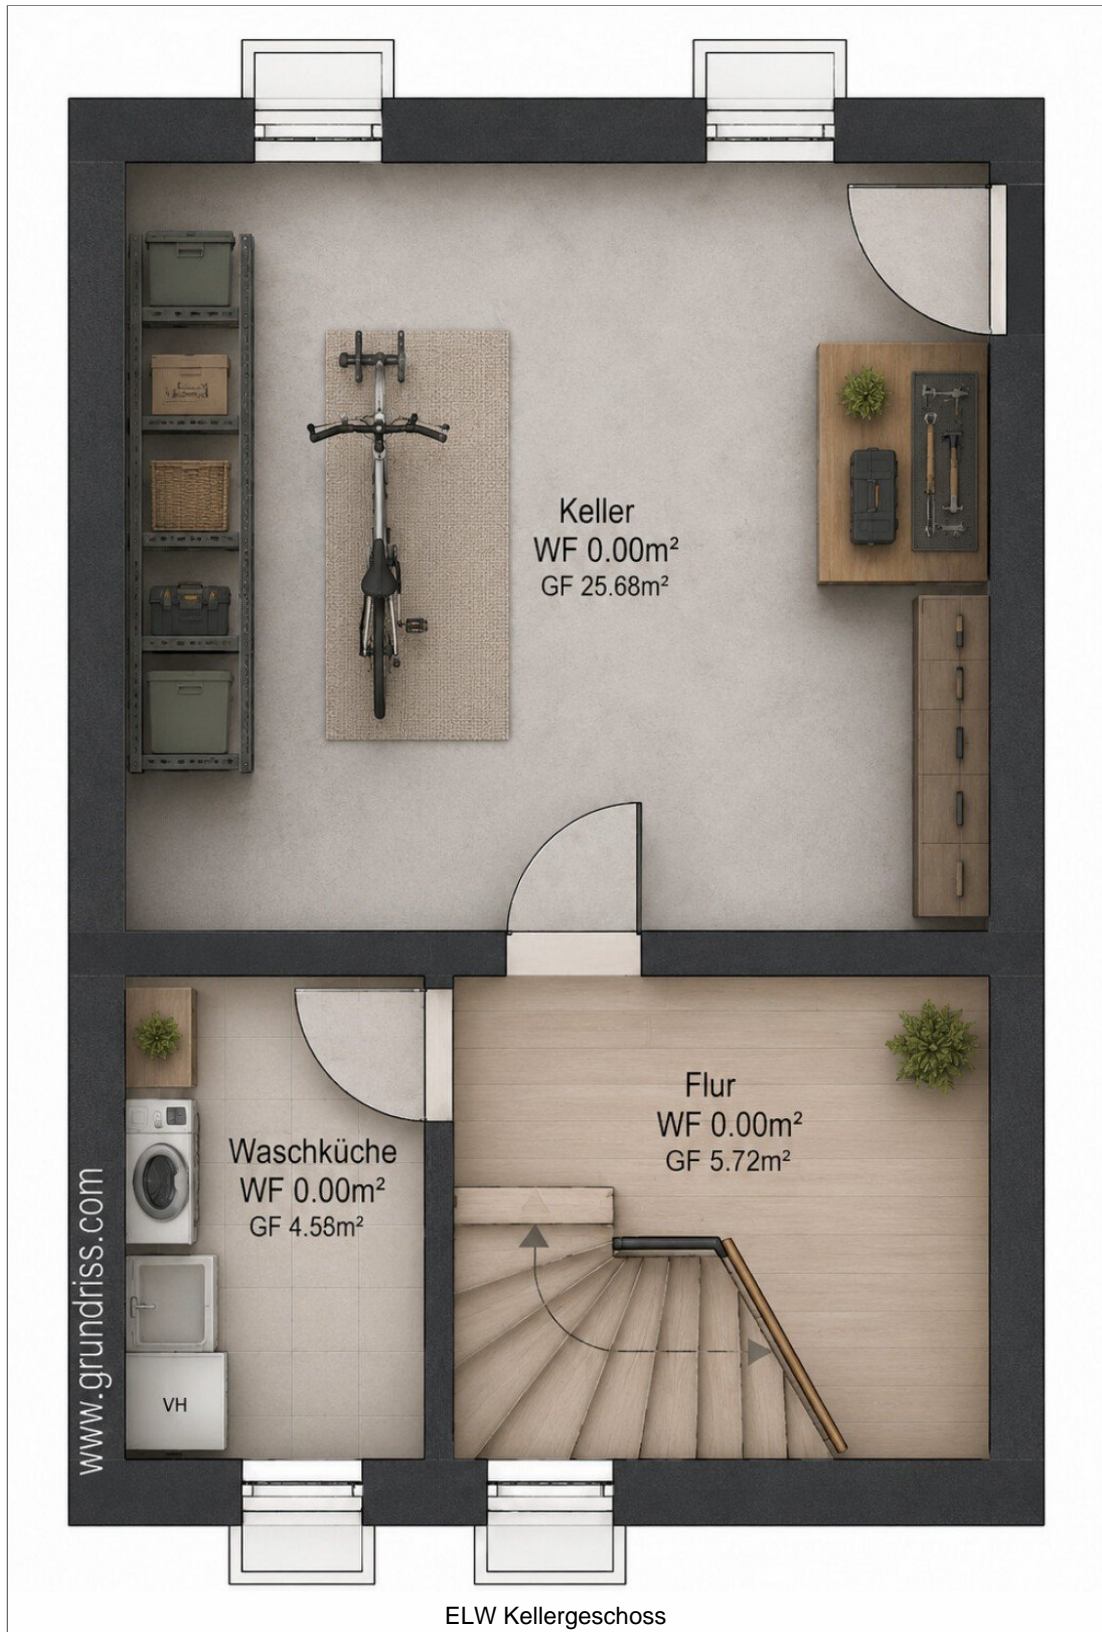 Keller
WF 0.00m²
GF 25.68m²
Flur
WF 0.00m²
GF 5.72m²
Waschküche
WF 0.00m²
GF 4.58m²
VH
www.grundriss.com
ELW Kellergeschoss